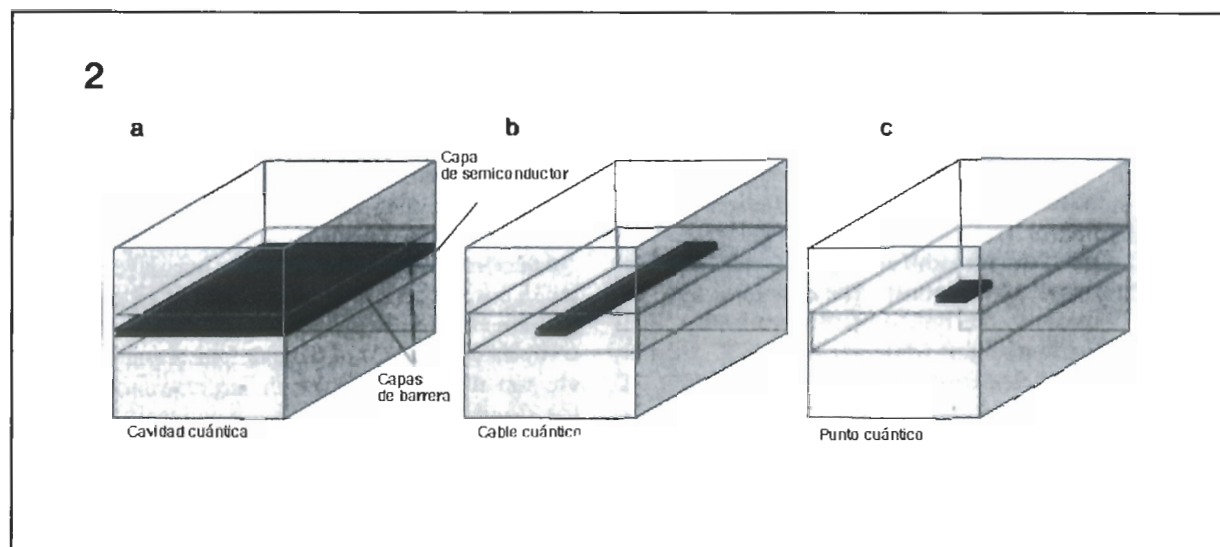 2
a
b
c
Capa
de semiconductor
Capas
de barrera
Cavidad cuántica
Cable cuántico
Punto cuántico